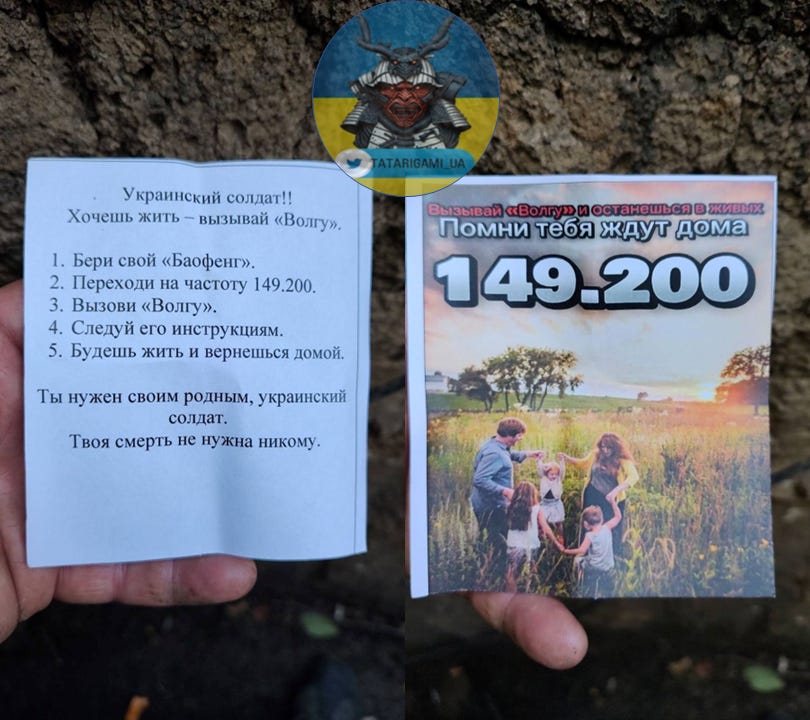 TATARIGAMI_UA
Украинский солдат!!
Хочешь жить – вызывай «Волгу».
1. Бери свой «Баофенг».
2. Переходи на частоту 149.200.
3. Вызови «Волгу».
4. Следуй его инструкциям.
5. Будешь жить и вернешься домой.
Ты нужен своим родным, украинский
солдат.
Твоя смерть не нужна никому.
Вызывай «Волгу» и останешься в живых
Помни тебя ждут дома
149.200